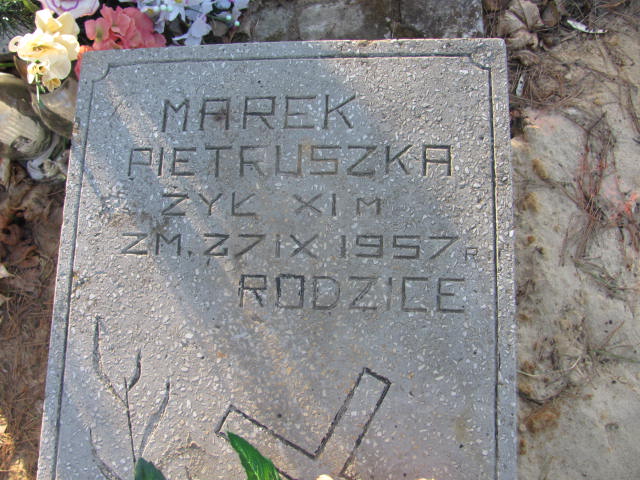 MAREK
PIETRUSZKA
ŻYŁ XI M
ZM. 27 IX 1957 R
RODZICE